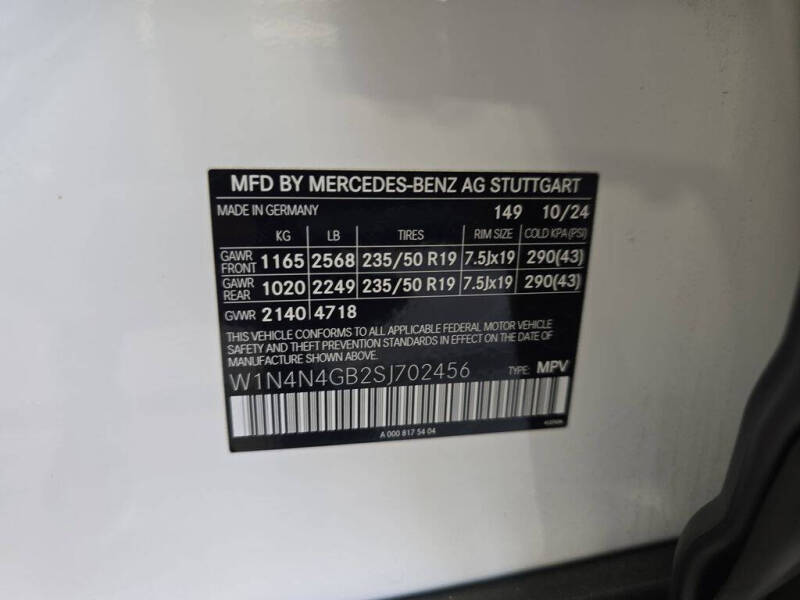 MFD BY MERCEDES-BENZ AG STUTTGART
MADE IN GERMANY 149 10/24
KG LB TIRES RIM SIZE COLD KPA(PSI)
GAWR FRONT 1165 2568 235/50 R19 7.5Jx19 290(43)
GAWR REAR 1020 2249 235/50 R19 7.5Jx19 290(43)
GVWR 2140 4718
THIS VEHICLE CONFORMS TO ALL APPLICABLE FEDERAL MOTOR VEHICLE
SAFETY AND THEFT PREVENTION STANDARDS IN EFFECT ON THE DATE OF
MANUFACTURE SHOWN ABOVE.
W1N4N4GB2SJ702456 TYPE: MPV
A 000 817 54 04